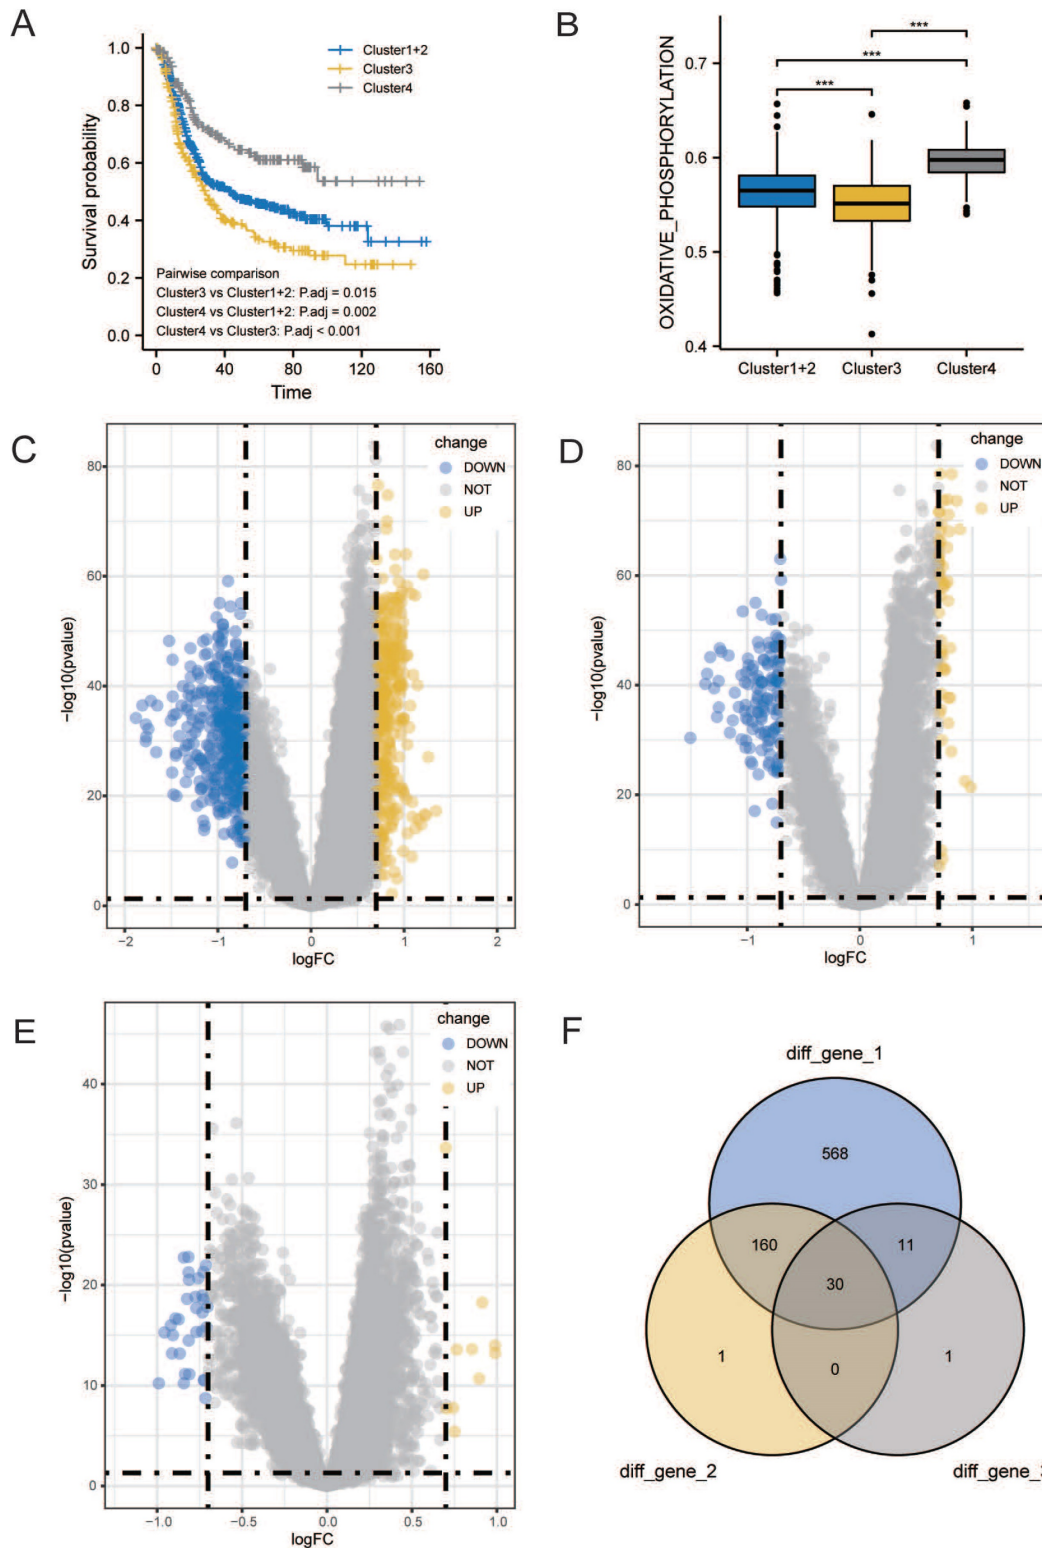 A
1.0
0.8
0.6
0.4
0.2
0.0
Survival probability
Cluster1+2
Cluster3
Cluster4
Pairwise comparison
Cluster3 vs Cluster1+2: P.adj = 0.015
Cluster4 vs Cluster1+2: P.adj = 0.002
Cluster4 vs Cluster3: P.adj < 0.001
0 40 80 120 160
Time
B
OXIDATIVE_PHOSPHORYLATION
0.7
0.6
0.5
0.4
***
***
***
Cluster1+2 Cluster3 Cluster4
C
change
DOWN
NOT
UP
80
60
40
20
0
−log10(pvalue)
−2 −1 0 1 2
logFC
D
change
DOWN
NOT
UP
80
60
40
20
0
−log10(pvalue)
−1 0 1
logFC
E
change
DOWN
NOT
UP
40
30
20
10
0
−log10(pvalue)
−1.0 −0.5 0.0 0.5 1.0
logFC
F
diff_gene_1
568
160 11
30
1 0 1
diff_gene_2 diff_gene_3